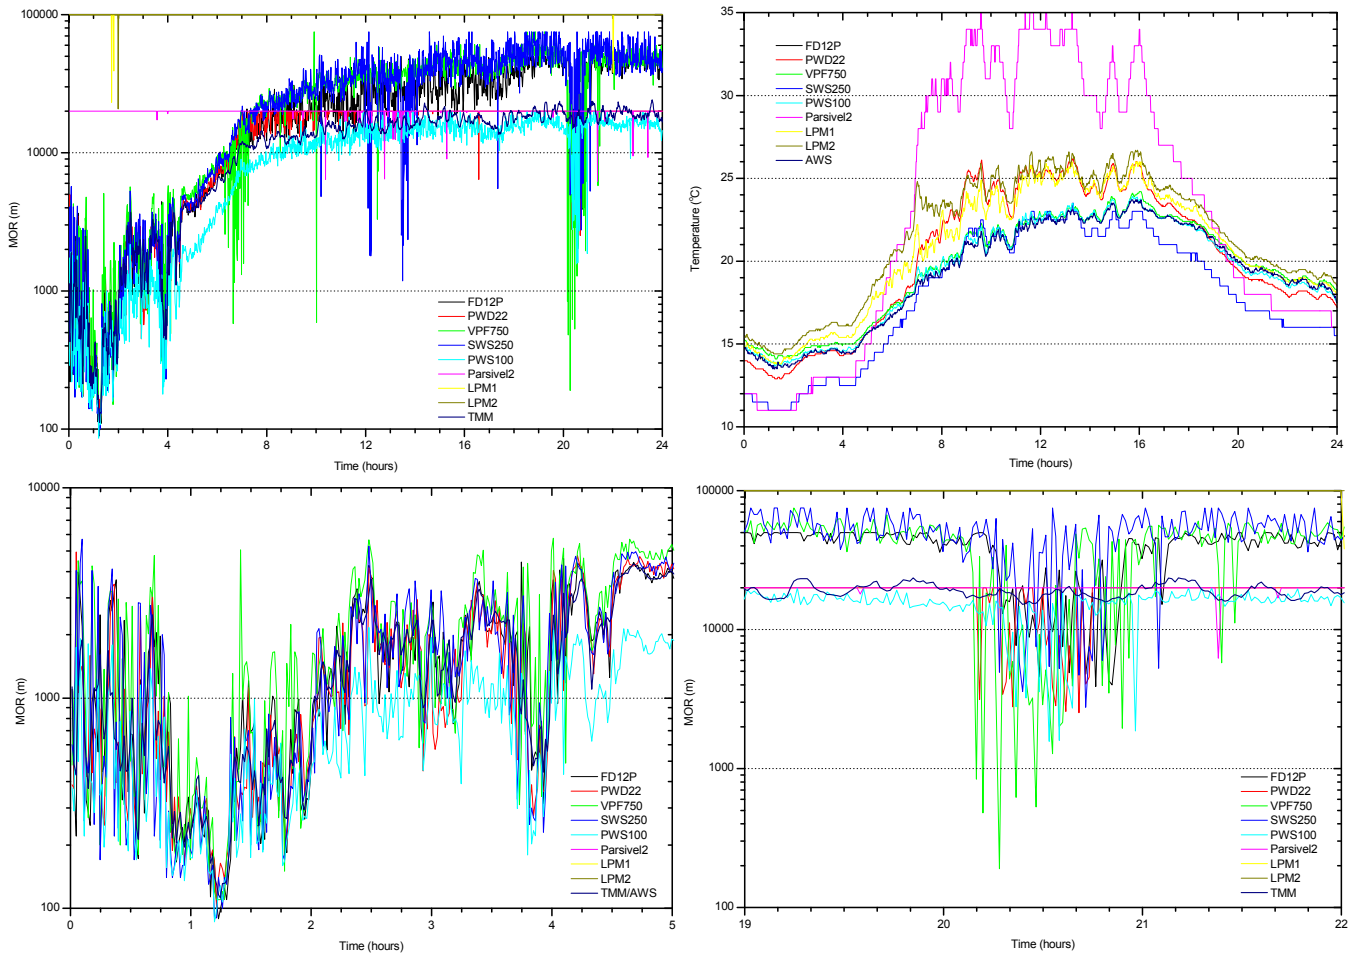 100000
10000
1000
100
MOR (m)
0 4 8 12 16 20 24
Time (hours)
FD12P
PWD22
VPF750
SWS250
PWS100
Parsivel2
LPM1
LPM2
TMM
35
30
25
20
15
10
Temperature (°C)
0 4 8 12 16 20 24
Time (hours)
FD12P
PWD22
VPF750
SWS250
PWS100
Parsivel2
LPM1
LPM2
AWS
10000
1000
100
MOR (m)
0 1 2 3 4 5
Time (hours)
FD12P
PWD22
VPF750
SWS250
PWS100
Parsivel2
LPM1
LPM2
TMM/AWS
100000
10000
1000
100
MOR (m)
19 20 21 22
Time (hours)
FD12P
PWD22
VPF750
SWS250
PWS100
Parsivel2
LPM1
LPM2
TMM